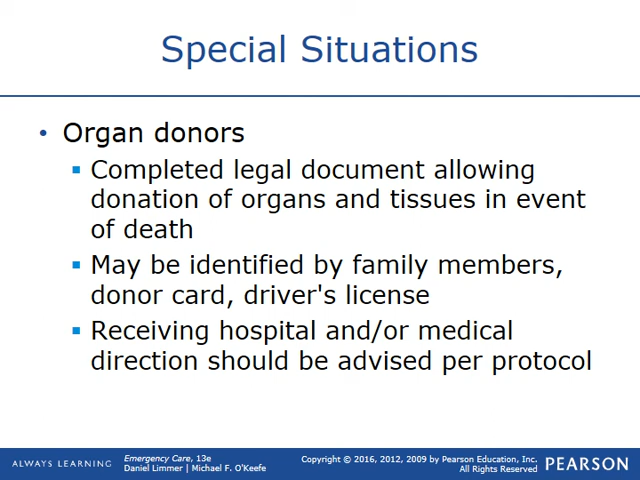 Special Situations
• Organ donors
▪ Completed legal document allowing
donation of organs and tissues in event
of death
▪ May be identified by family members,
donor card, driver's license
▪ Receiving hospital and/or medical
direction should be advised per protocol
ALWAYS LEARNING
Emergency Care, 13e
Daniel Limmer | Michael F. O'Keefe
Copyright © 2016, 2012, 2009 by Pearson Education, Inc.
All Rights Reserved
PEARSON